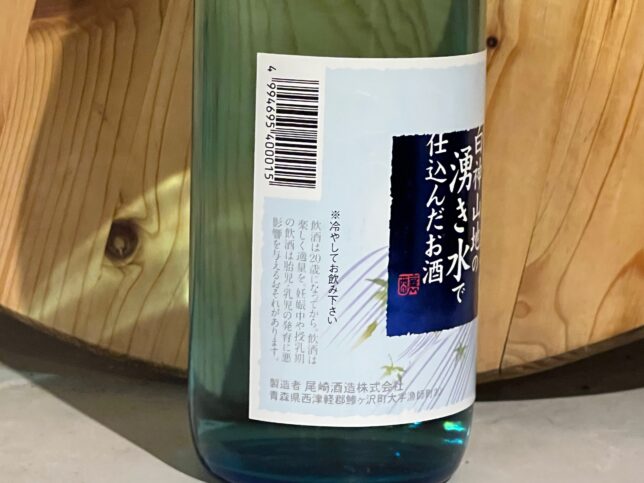 白神山地の
湧き水で
仕込んだお酒
4 994695 400015
※冷やしてお飲み下さい
飲酒は20歳になってから。飲酒は
楽しく適量を。妊娠中や授乳期
の飲酒は胎児・乳児の発育に悪
影響を与えるおそれがあります。
製造者 尾崎酒造株式会社
青森県西津軽郡鰺ヶ沢町大字漁師町